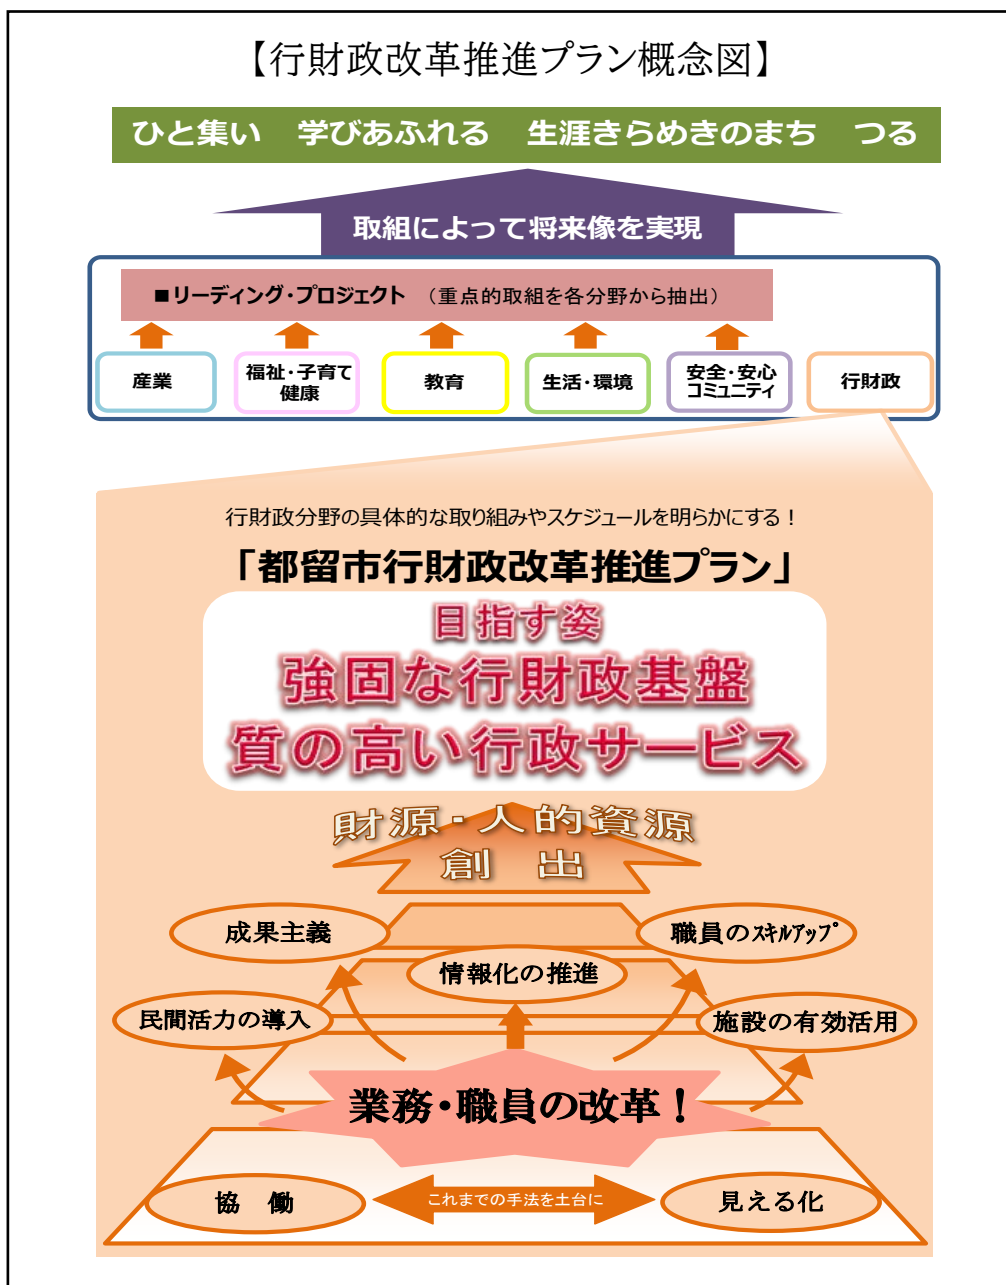 【行財政改革推進プラン概念図】
ひと集い　学びあふれる　生涯きらめきのまち　つる
取組によって将来像を実現
■リーディング・プロジェクト　（重点的取組を各分野から抽出）
産業
福祉・子育て
健康
教育
生活・環境
安全・安心
コミュニティ
行財政
行財政分野の具体的な取り組みやスケジュールを明らかにする！
「都留市行財政改革推進プラン」
目指す姿
強固な行財政基盤
質の高い行政サービス
財源・人的資源
創　出
成果主義
職員のｽｷﾙｱｯﾌﾟ
情報化の推進
民間活力の導入
施設の有効活用
業務・職員の改革！
協　働
これまでの手法を土台に
見える化